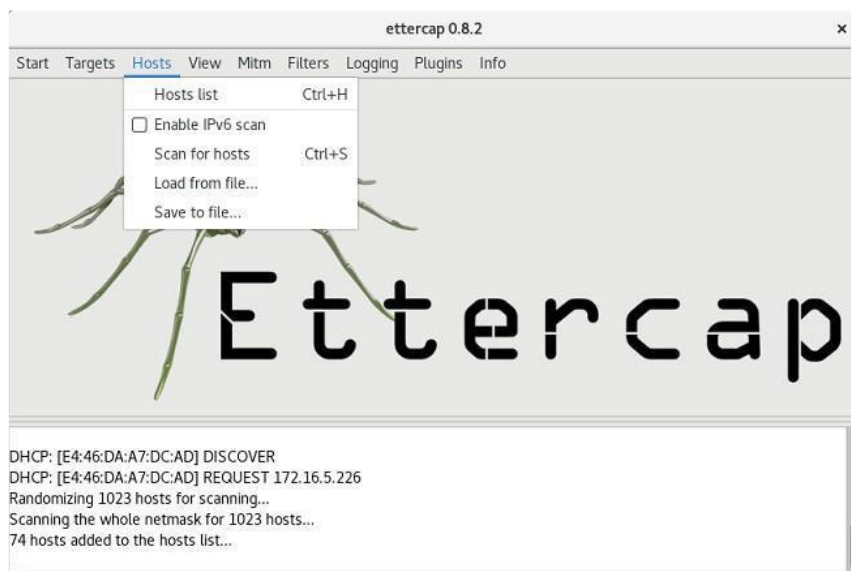 ettercap 0.8.2 ×
Start Targets Hosts View Mitm Filters Logging Plugins Info
Hosts list Ctrl+H
Enable IPv6 scan
Scan for hosts Ctrl+S
Load from file...
Save to file...
Ettercap
DHCP: [E4:46:DA:A7:DC:AD] DISCOVER
DHCP: [E4:46:DA:A7:DC:AD] REQUEST 172.16.5.226
Randomizing 1023 hosts for scanning...
Scanning the whole netmask for 1023 hosts...
74 hosts added to the hosts list...